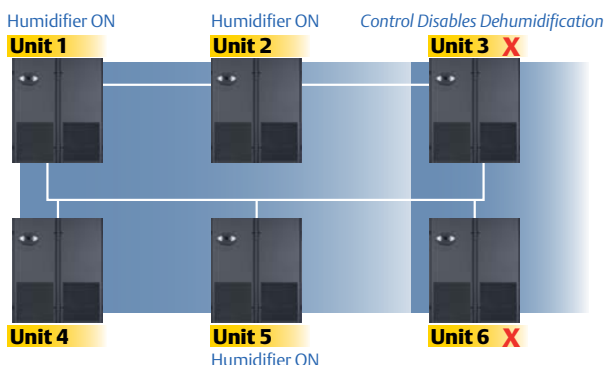 Humidifier ON
Humidifier ON
Control Disables Dehumidification
Unit 1
Unit 2
Unit 3 X
Unit 4
Unit 5
Unit 6 X
Humidifier ON